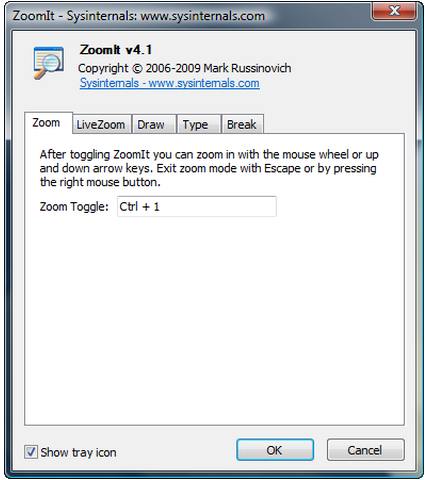 ZoomIt - Sysinternals: www.sysinternals.com
ZoomIt v4.1
Copyright © 2006-2009 Mark Russinovich
Sysinternals - www.sysinternals.com
Zoom LiveZoom Draw Type Break
After toggling ZoomIt you can zoom in with the mouse wheel or up
and down arrow keys. Exit zoom mode with Escape or by pressing
the right mouse button.
Zoom Toggle: Ctrl + 1
Show tray icon OK Cancel